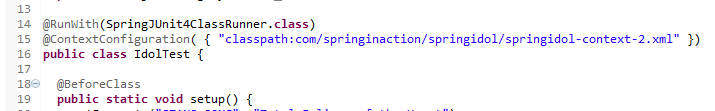 13
14 @RunWith(SpringJUnit4ClassRunner.class)
15 @ContextConfiguration( { "classpath:com/springinaction/springidol/springidol-context-2.xml" })
16 public class IdolTest {
17
18 @BeforeClass
19 public static void setup() {